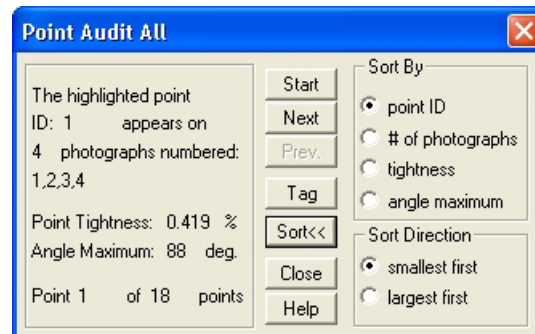 Point Audit All
The highlighted point
ID: 1 appears on
4 photographs numbered:
1,2,3,4
Point Tightness: 0.419 %
Angle Maximum: 88 deg.
Point 1 of 18 points
Start
Next
Prev.
Tag
Sort<<
Close
Help
Sort By
point ID
# of photographs
tightness
angle maximum
Sort Direction
smallest first
largest first